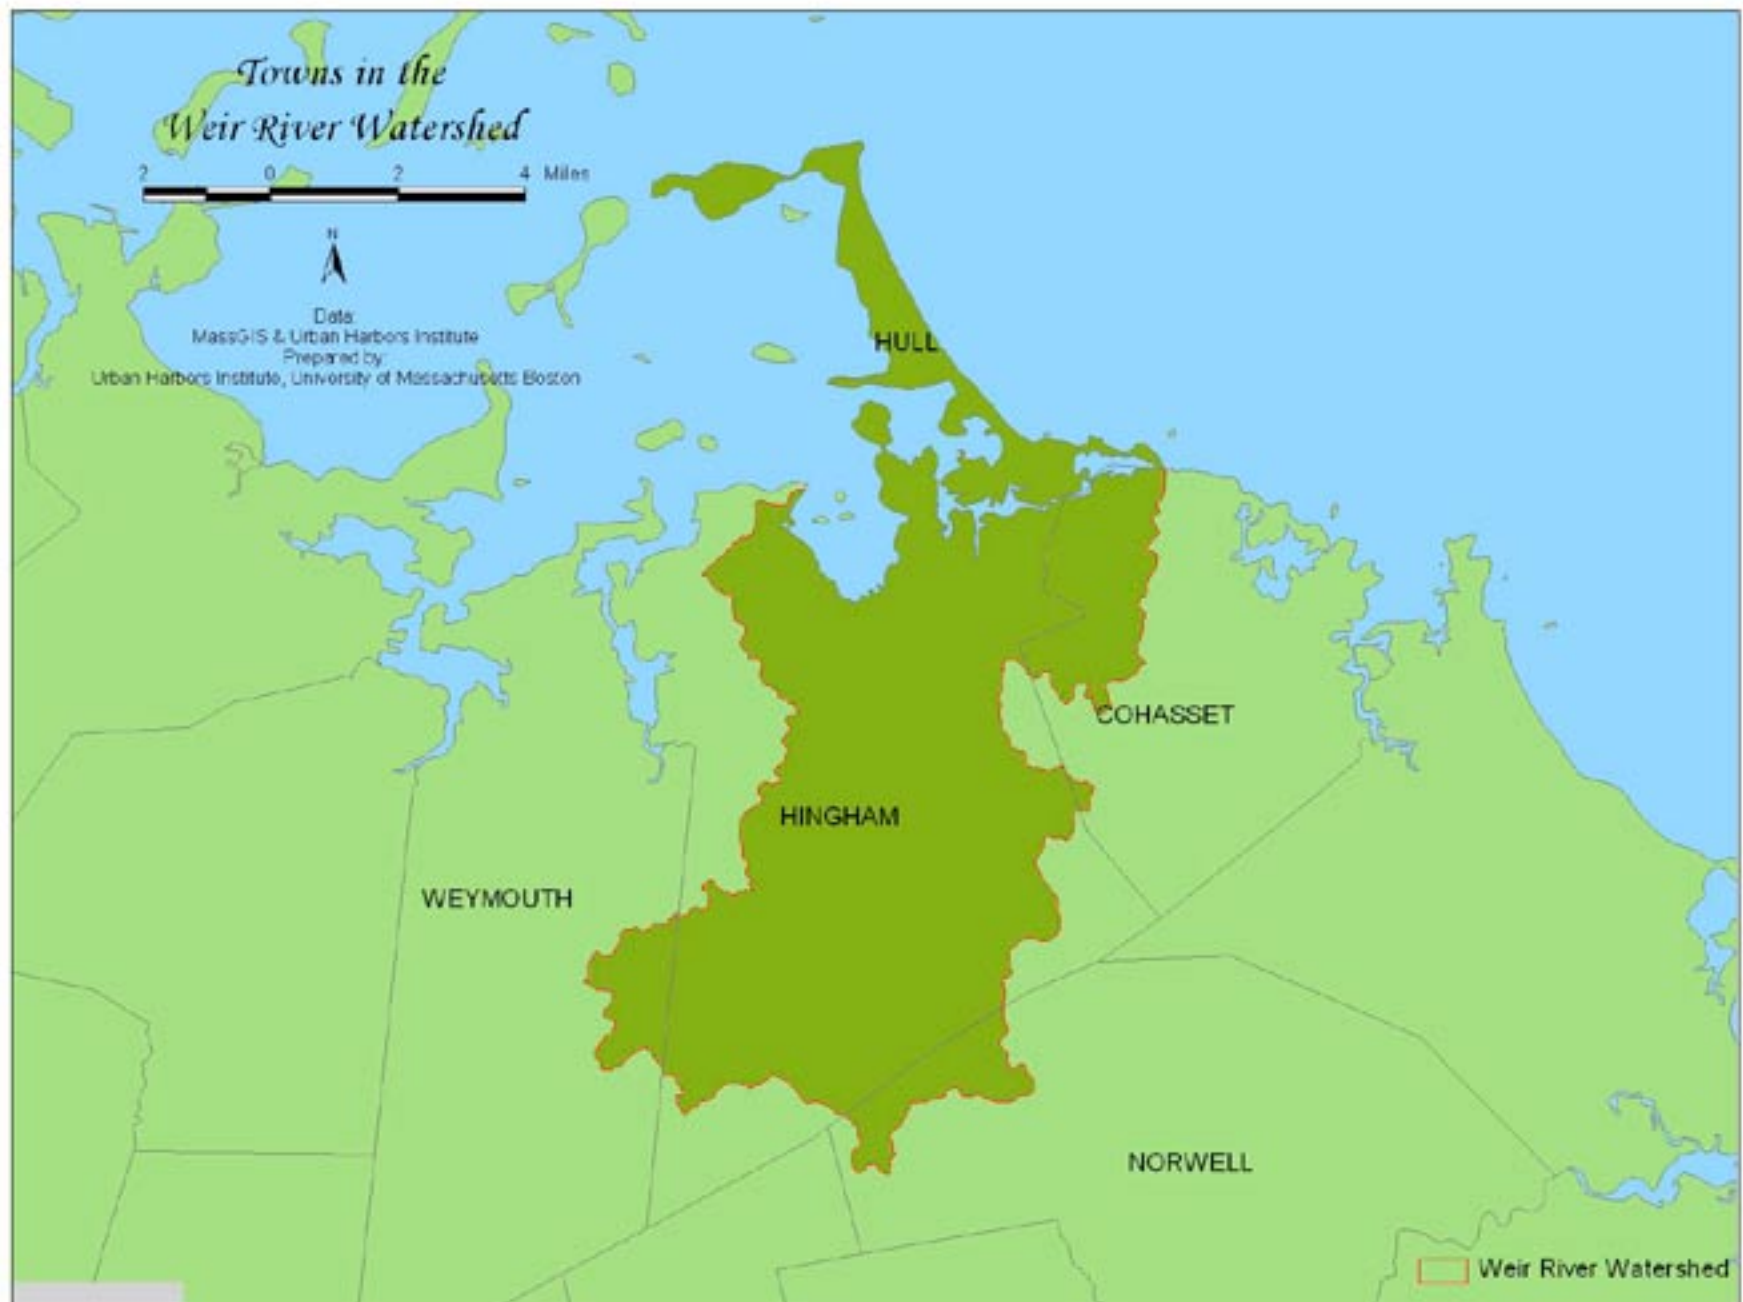 Towns in the
Weir River Watershed
2 0 2 4 Miles
N
Data:
MassGIS & Urban Harbors Institute
Prepared by:
Urban Harbors Institute, University of Massachusetts Boston
HULL
COHASSET
HINGHAM
WEYMOUTH
NORWELL
Weir River Watershed